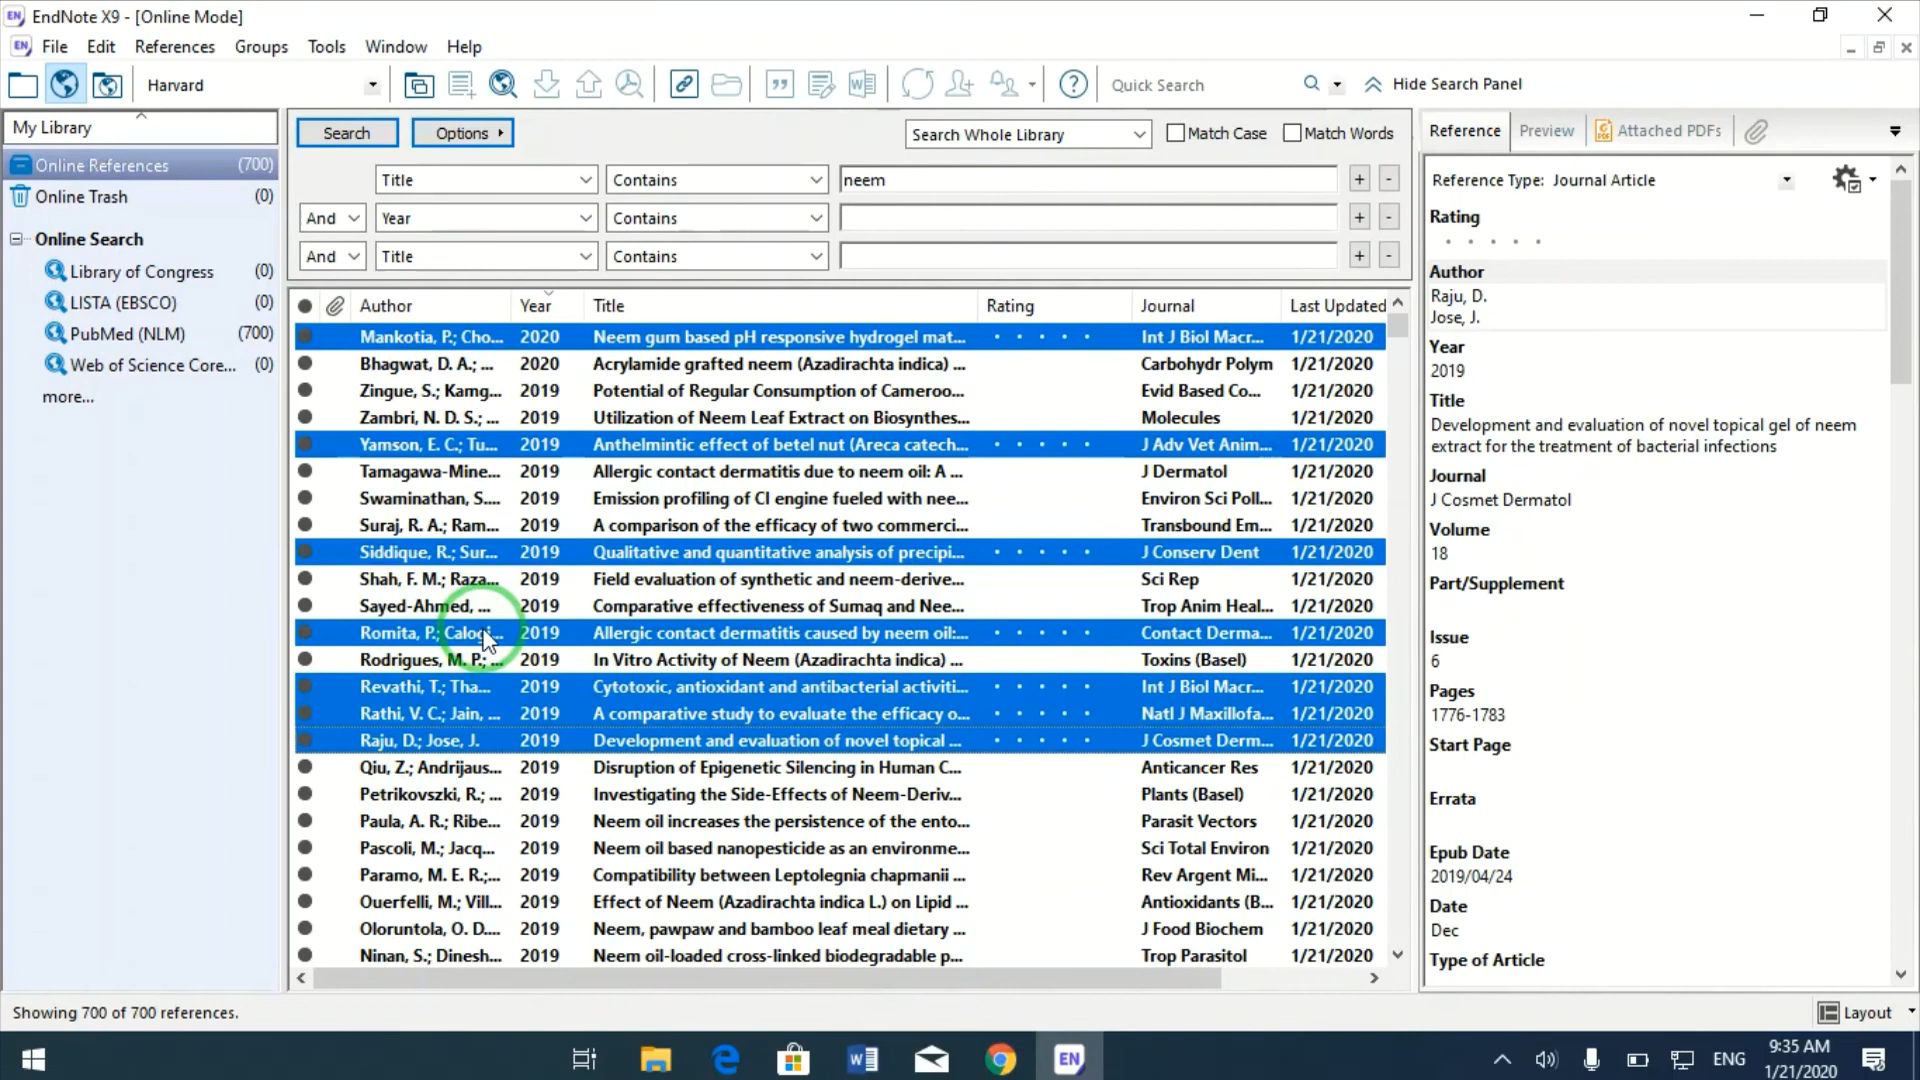 EN EndNote X9 - [Online Mode]
EN File Edit References Groups Tools Window Help
Harvard
Quick Search
Hide Search Panel
My Library
Online References (700)
Online Trash (0)
Online Search
Library of Congress (0)
LISTA (EBSCO) (0)
PubMed (NLM) (700)
Web of Science Core... (0)
more...
Search Options Search Whole Library Match Case Match Words
Title Contains neem + -
And Year Contains + -
And Title Contains + -
Author Year Title Rating Journal Last Updated
Mankotia, P.; Cho... 2020 Neem gum based pH responsive hydrogel mat... Int J Biol Macr... 1/21/2020
Bhagwat, D. A.; ... 2020 Acrylamide grafted neem (Azadirachta indica) ... Carbohydr Polym 1/21/2020
Zingue, S.; Kamg... 2019 Potential of Regular Consumption of Cameroo... Evid Based Co... 1/21/2020
Zambri, N. D. S.; ... 2019 Utilization of Neem Leaf Extract on Biosynthes... Molecules 1/21/2020
Yamson, E. C.; Tu... 2019 Anthelmintic effect of betel nut (Areca catech... J Adv Vet Anim... 1/21/2020
Tamagawa-Mine... 2019 Allergic contact dermatitis due to neem oil: A ... J Dermatol 1/21/2020
Swaminathan, S.... 2019 Emission profiling of CI engine fueled with nee... Environ Sci Poll... 1/21/2020
Suraj, R. A.; Ram... 2019 A comparison of the efficacy of two commerci... Transbound Em... 1/21/2020
Siddique, R.; Sur... 2019 Qualitative and quantitative analysis of precipi... J Conserv Dent 1/21/2020
Shah, F. M.; Raza... 2019 Field evaluation of synthetic and neem-derive... Sci Rep 1/21/2020
Sayed-Ahmed, ... 2019 Comparative effectiveness of Sumaq and Nee... Trop Anim Heal... 1/21/2020
Romita, P.; Calogi... 2019 Allergic contact dermatitis caused by neem oil:... Contact Derma... 1/21/2020
Rodrigues, M. P.; ... 2019 In Vitro Activity of Neem (Azadirachta indica) ... Toxins (Basel) 1/21/2020
Revathi, T.; Tha... 2019 Cytotoxic, antioxidant and antibacterial activiti... Int J Biol Macr... 1/21/2020
Rathi, V. C.; Jain, ... 2019 A comparative study to evaluate the efficacy o... Natl J Maxillofa... 1/21/2020
Raju, D.; Jose, J. 2019 Development and evaluation of novel topical ... J Cosmet Derm... 1/21/2020
Qiu, Z.; Andrijaus... 2019 Disruption of Epigenetic Silencing in Human C... Anticancer Res 1/21/2020
Petrikovszki, R.; ... 2019 Investigating the Side-Effects of Neem-Deriv... Plants (Basel) 1/21/2020
Paula, A. R.; Ribe... 2019 Neem oil increases the persistence of the ento... Parasit Vectors 1/21/2020
Pascoli, M.; Jacq... 2019 Neem oil based nanopesticide as an environme... Sci Total Environ 1/21/2020
Paramo, M. E. R.;... 2019 Compatibility between Leptolegnia chapmanii ... Rev Argent Mi... 1/21/2020
Ouerfelli, M.; Vill... 2019 Effect of Neem (Azadirachta indica L.) on Lipid ... Antioxidants (B... 1/21/2020
Oloruntola, O. D.... 2019 Neem, pawpaw and bamboo leaf meal dietary ... J Food Biochem 1/21/2020
Ninan, S.; Dinesh... 2019 Neem oil-loaded cross-linked biodegradable p... Trop Parasitol 1/21/2020
Reference Preview Attached PDFs
Reference Type: Journal Article
Rating
Author
Raju, D.
Jose, J.
Year
2019
Title
Development and evaluation of novel topical gel of neem
extract for the treatment of bacterial infections
Journal
J Cosmet Dermatol
Volume
18
Part/Supplement
Issue
6
Pages
1776-1783
Start Page
Errata
Epub Date
2019/04/24
Date
Dec
Type of Article
Showing 700 of 700 references.
Layout
EN
ENG
9:35 AM
1/21/2020